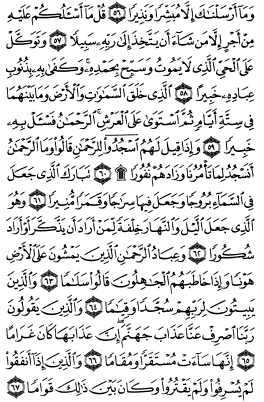 وَمَآ أَرْسَلْنَٰكَ إِلَّا مُبَشِّرًا وَنَذِيرًا ٥٦ قُلْ مَآ أَسْـَٔلُكُمْ عَلَيْهِ
مِنْ أَجْرٍ إِلَّا مَن شَآءَ أَن يَتَّخِذَ إِلَىٰ رَبِّهِۦ سَبِيلًا ٥٧ وَتَوَكَّلْ
عَلَى ٱلْحَىِّ ٱلَّذِى لَا يَمُوتُ وَسَبِّحْ بِحَمْدِهِۦ ۚ وَكَفَىٰ بِهِۦ بِذُنُوبِ
عِبَادِهِۦ خَبِيرًا ٥٨ ٱلَّذِى خَلَقَ ٱلسَّمَٰوَٰتِ وَٱلْأَرْضَ وَمَا بَيْنَهُمَا
فِى سِتَّةِ أَيَّامٍ ثُمَّ ٱسْتَوَىٰ عَلَى ٱلْعَرْشِ ۚ ٱلرَّحْمَٰنُ فَسْـَٔلْ بِهِۦ
خَبِيرًا ٥٩ وَإِذَا قِيلَ لَهُمُ ٱسْجُدُوا۟ لِلرَّحْمَٰنِ قَالُوا۟ وَمَا ٱلرَّحْمَٰنُ
أَنَسْجُدُ لِمَا تَأْمُرُنَا وَزَادَهُمْ نُفُورًا ۩ ٦٠ تَبَارَكَ ٱلَّذِى جَعَلَ
فِى ٱلسَّمَآءِ بُرُوجًا وَجَعَلَ فِيهَا سِرَٰجًا وَقَمَرًا مُّنِيرًا ٦١ وَهُوَ
ٱلَّذِى جَعَلَ ٱلَّيْلَ وَٱلنَّهَارَ خِلْفَةً لِّمَنْ أَرَادَ أَن يَذَّكَّرَ أَوْ أَرَادَ
شُكُورًا ٦٢ وَعِبَادُ ٱلرَّحْمَٰنِ ٱلَّذِينَ يَمْشُونَ عَلَى ٱلْأَرْضِ
هَوْنًا وَإِذَا خَاطَبَهُمُ ٱلْجَٰهِلُونَ قَالُوا۟ سَلَٰمًا ٦٣ وَٱلَّذِينَ
يَبِيتُونَ لِرَبِّهِمْ سُجَّدًا وَقِيَٰمًا ٦٤ وَٱلَّذِينَ يَقُولُونَ
رَبَّنَا ٱصْرِفْ عَنَّا عَذَابَ جَهَنَّمَ ۖ إِنَّ عَذَابَهَا كَانَ غَرَامًا
٦٥ إِنَّهَا سَآءَتْ مُسْتَقَرًّا وَمُقَامًا ٦٦ وَٱلَّذِينَ إِذَآ أَنفَقُوا۟
لَمْ يُسْرِفُوا۟ وَلَمْ يَقْتُرُوا۟ وَكَانَ بَيْنَ ذَٰلِكَ قَوَامًا ٦٧